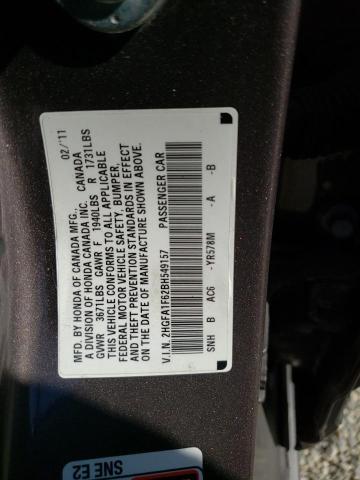 MFD. BY HONDA OF CANADA MFG. 02/'11
A DIVISION OF HONDA CANADA INC. CANADA
GVWR 3671LBS GAWR F 1940LBS R 1731LBS
THIS VEHICLE CONFORMS TO ALL APPLICABLE
FEDERAL MOTOR VEHICLE SAFETY, BUMPER,
AND THEFT PREVENTION STANDARDS IN EFFECT
ON THE DATE OF MANUFACTURE SHOWN ABOVE.
V.I.N. 2HGFA1F62BH549157 PASSENGER CAR
SNH B AC6 -YR578M -A -B
SNE E2